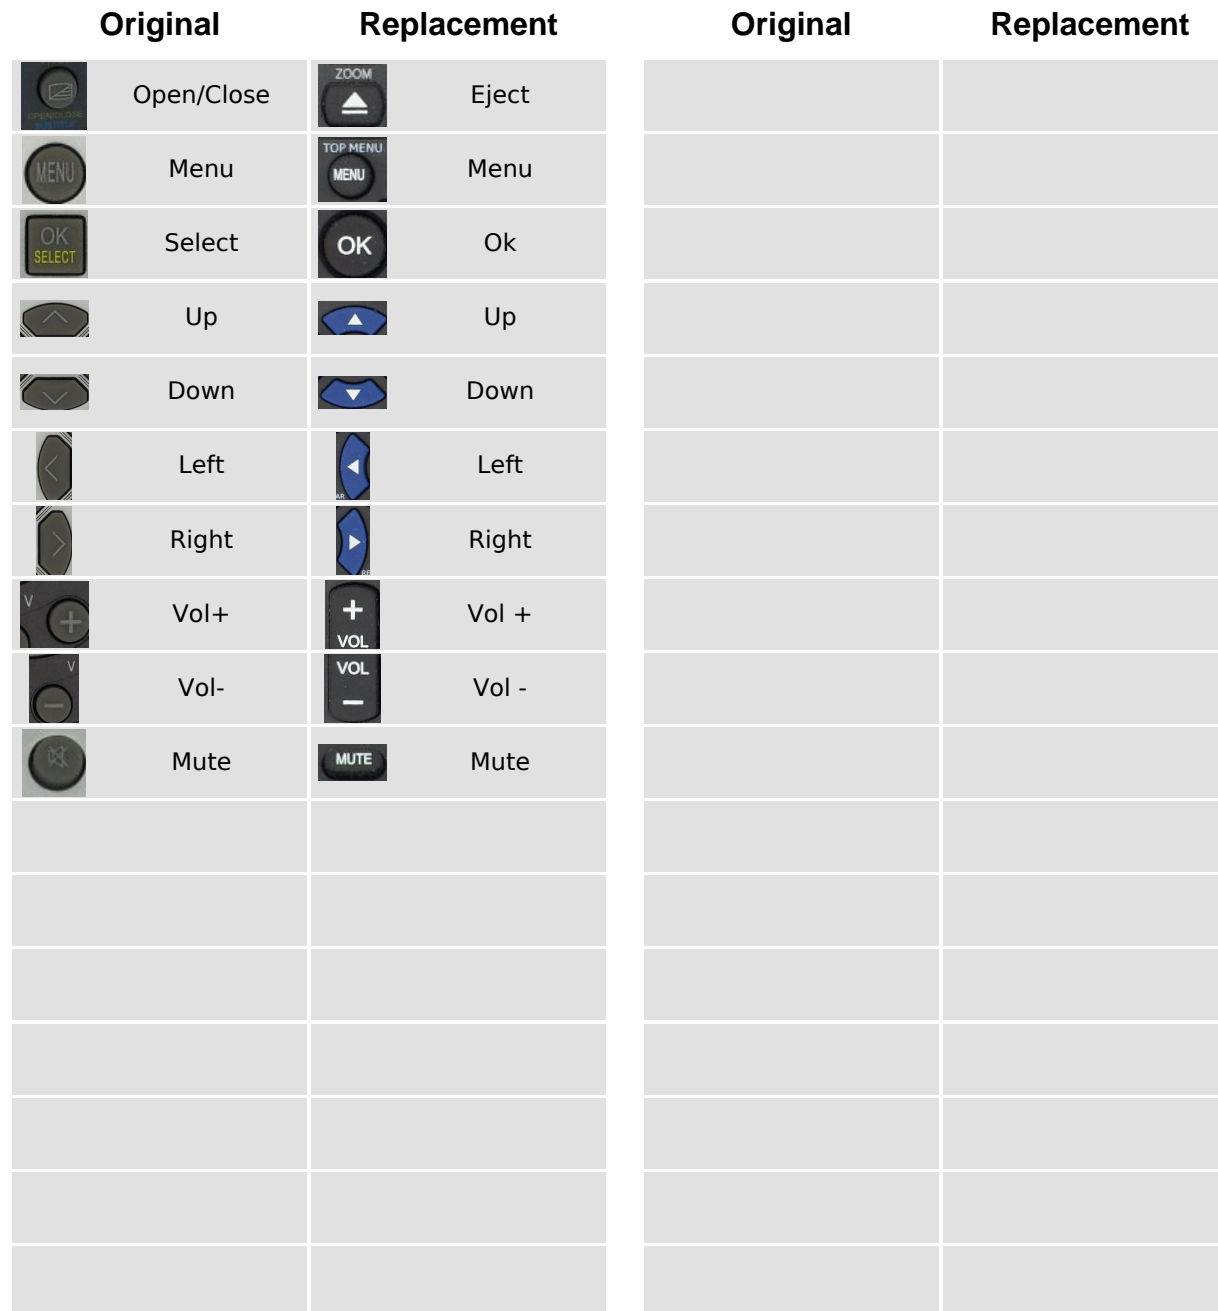 Original Replacement Original Replacement
OPEN/CLOSE Open/Close ZOOM Eject
MENU Menu TOP MENU MENU Menu
OK SELECT Select OK Ok
Up Up
Down Down
Left AR Left
Right RE Right
V + Vol+ + VOL Vol +
V - Vol- VOL - Vol -
Mute MUTE Mute